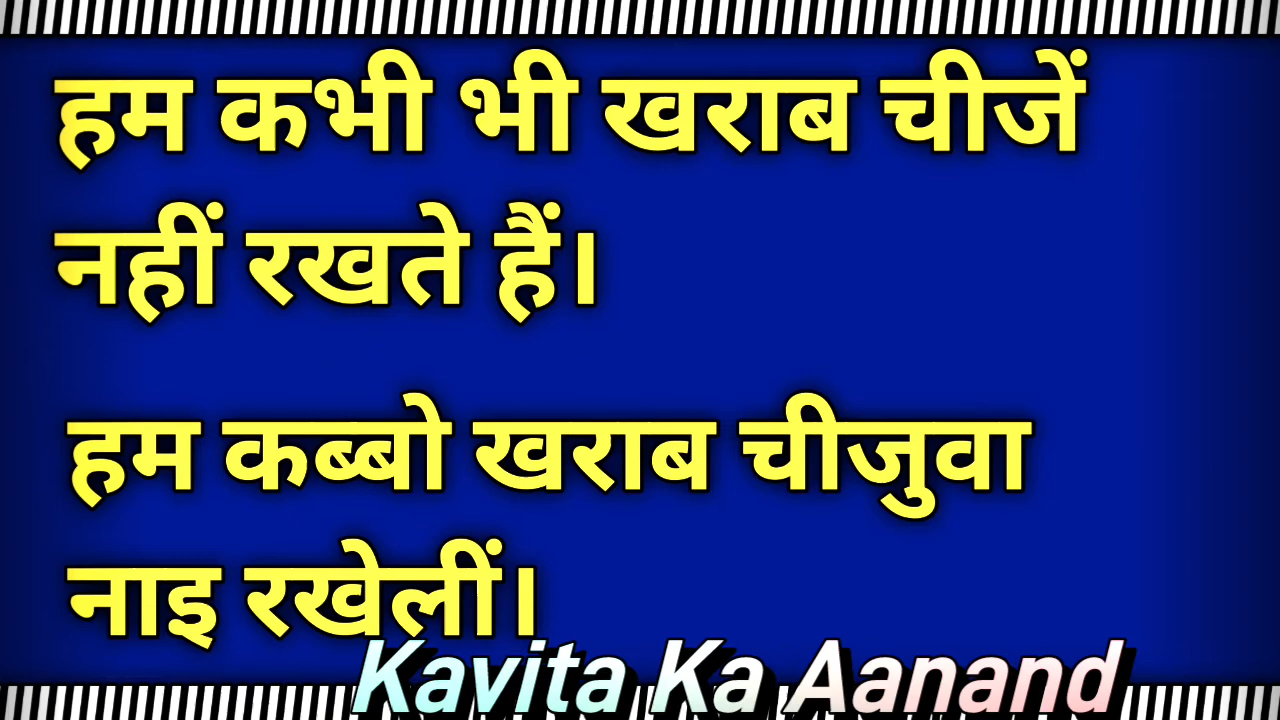 हम कभी भी खराब चीजें
नहीं रखते हैं।
हम कब्बो खराब चीजुवा
नाइ रखेलीं।
Kavita Ka Aanand